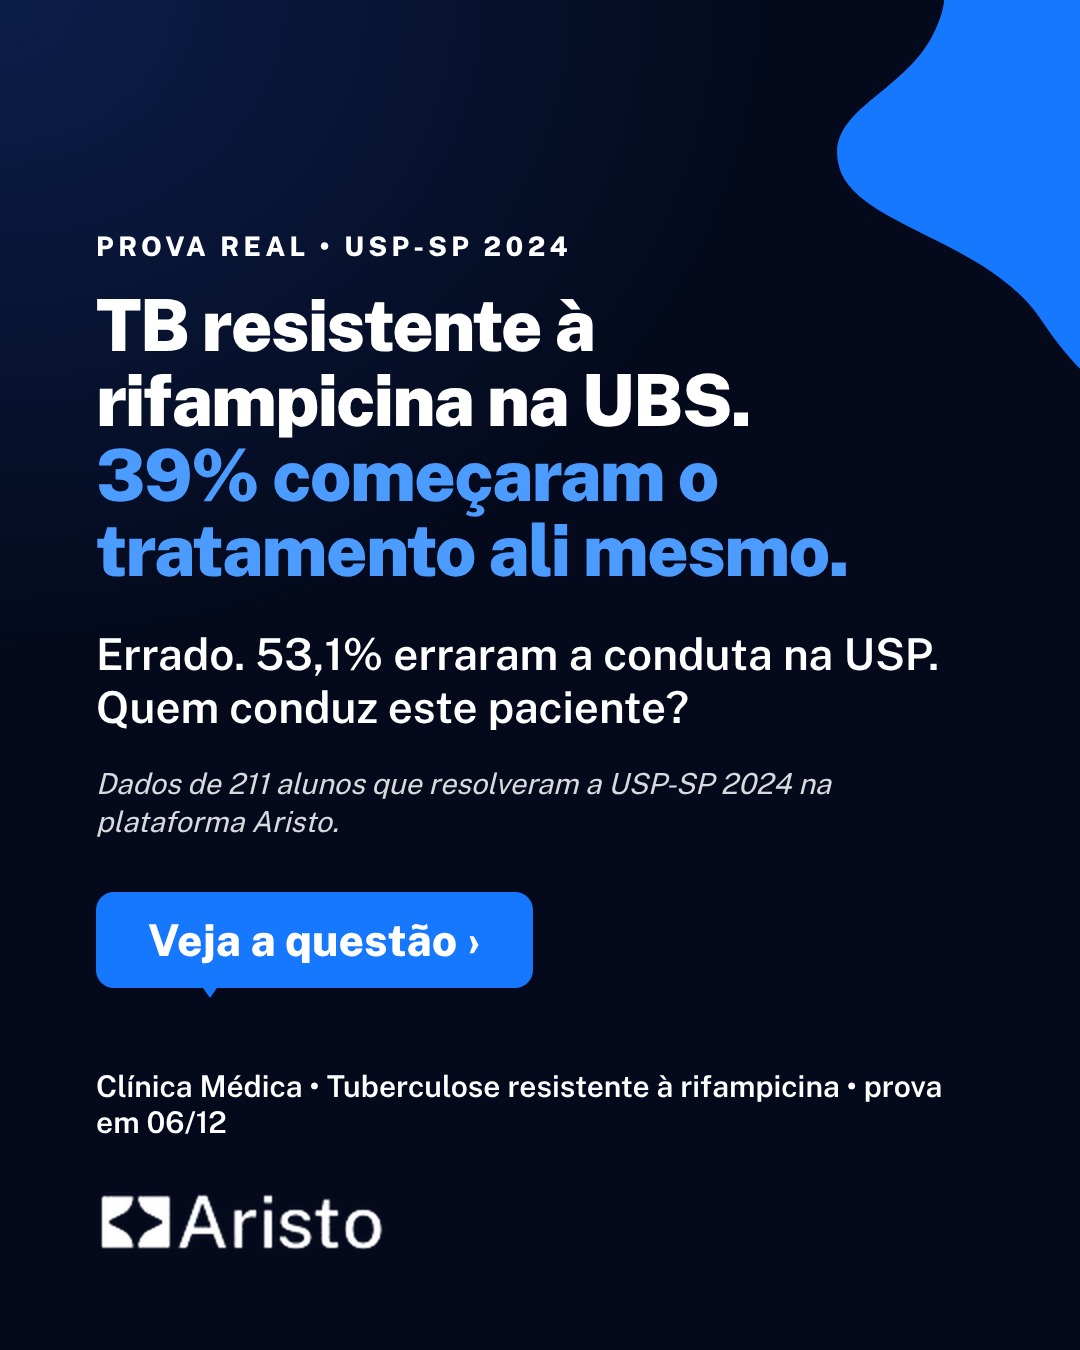 PROVA REAL • USP-SP 2024
TB resistente à
rifampicina na UBS.
39% começaram o
tratamento ali mesmo.
Errado. 53,1% erraram a conduta na USP.
Quem conduz este paciente?
Dados de 211 alunos que resolveram a USP-SP 2024 na
plataforma Aristo.
Veja a questão ›
Clínica Médica • Tuberculose resistente à rifampicina • prova
em 06/12
Aristo